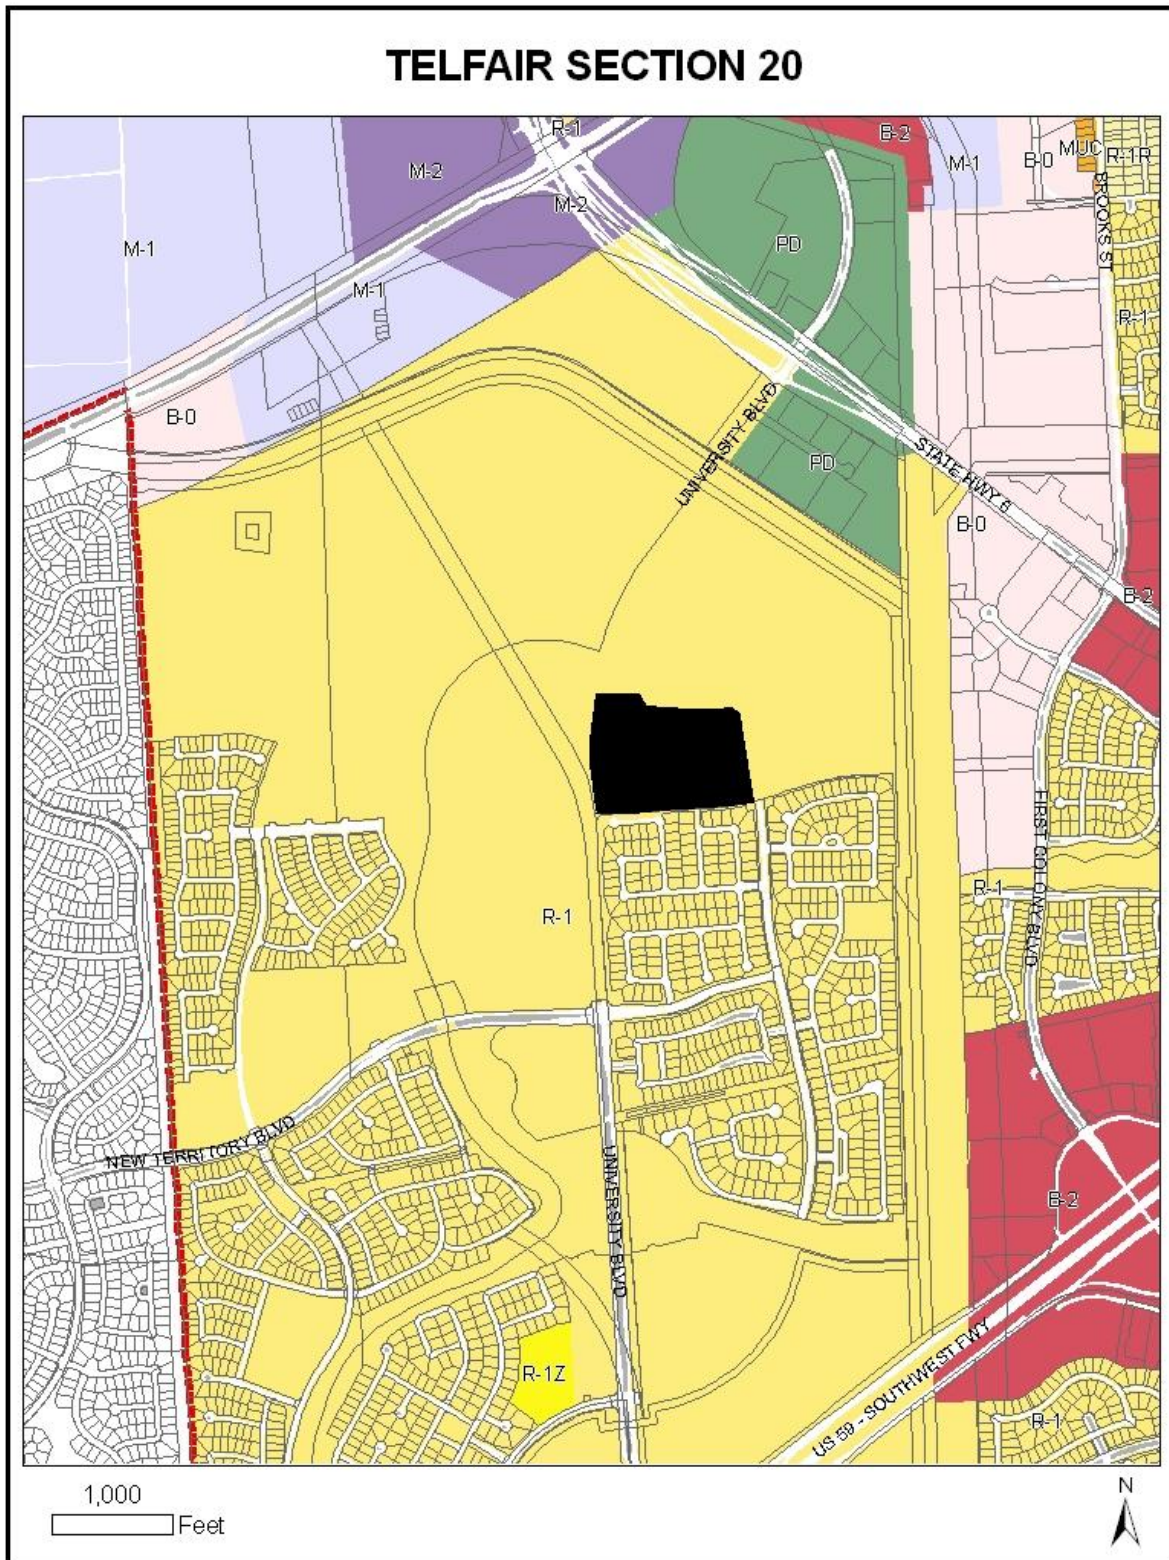 TELFAIR SECTION 20
R-1
B-2
M-2
M-1
B-0
MUC
R-1R
BROOKS ST
M-2
M-1
PD
M-1
R-1
B-0
UNIVERSITY BLVD
PD
STATE HWY 6
B-0
B-2
FIRST COLONY BLVD
R-1
R-1
NEW TERRITORY BLVD
UNIVERSITY BLVD
B-2
R-1Z
US 59 - SOUTHWEST FWY
R-1
1,000
Feet
N